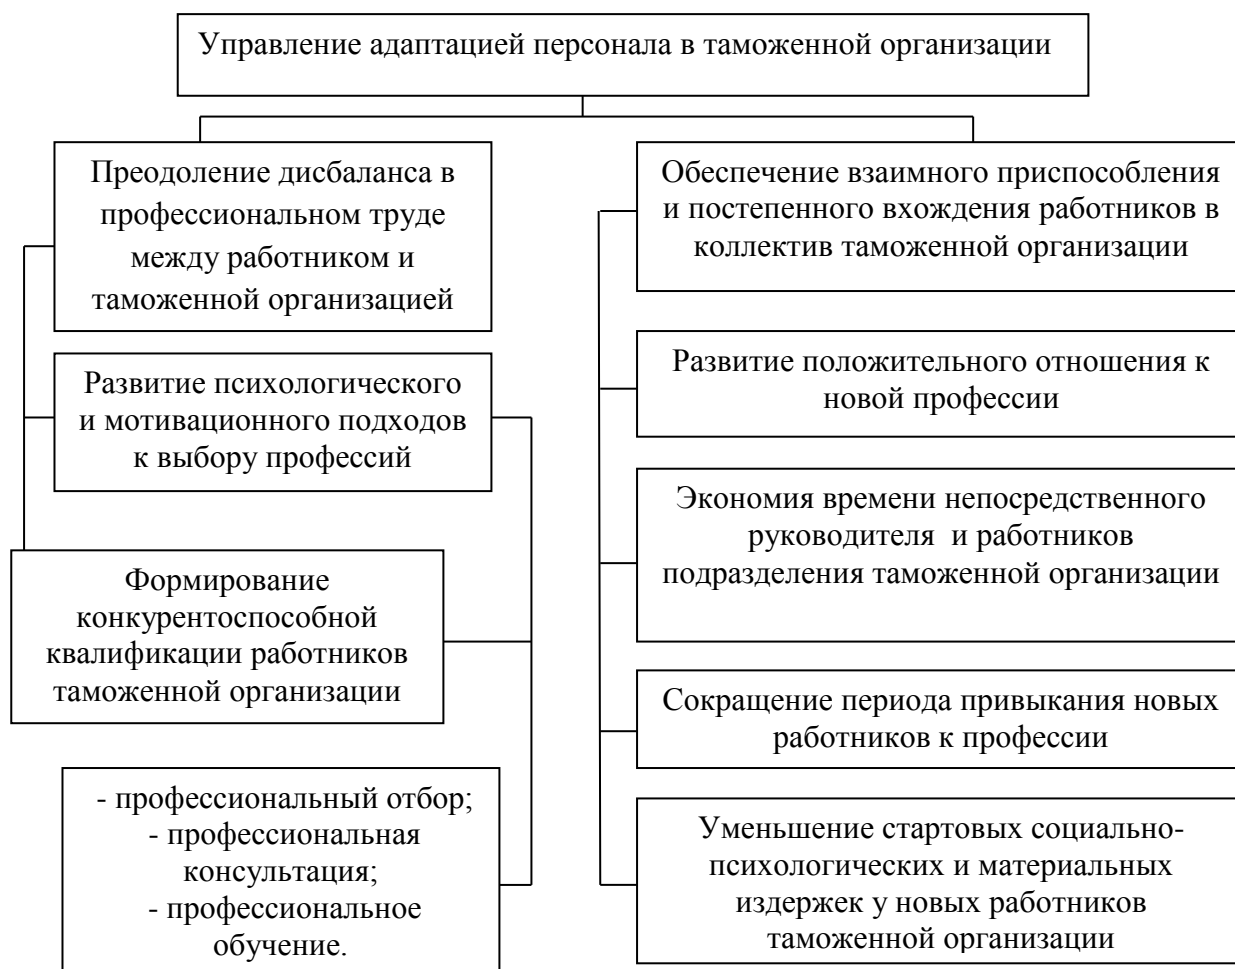 Управление адаптацией персонала в таможенной организации
Преодоление дисбаланса в
профессиональном труде
между работником и
таможенной организацией
Развитие психологического
и мотивационного подходов
к выбору профессий
Формирование
конкурентоспособной
квалификации работников
таможенной организации
- профессиональный отбор;
- профессиональная
консультация;
- профессиональное
обучение.
Обеспечение взаимного приспособления
и постепенного вхождения работников в
коллектив таможенной организации
Развитие положительного отношения к
новой профессии
Экономия времени непосредственного
руководителя и работников
подразделения таможенной организации
Сокращение периода привыкания новых
работников к профессии
Уменьшение стартовых социально-
психологических и материальных
издержек у новых работников
таможенной организации